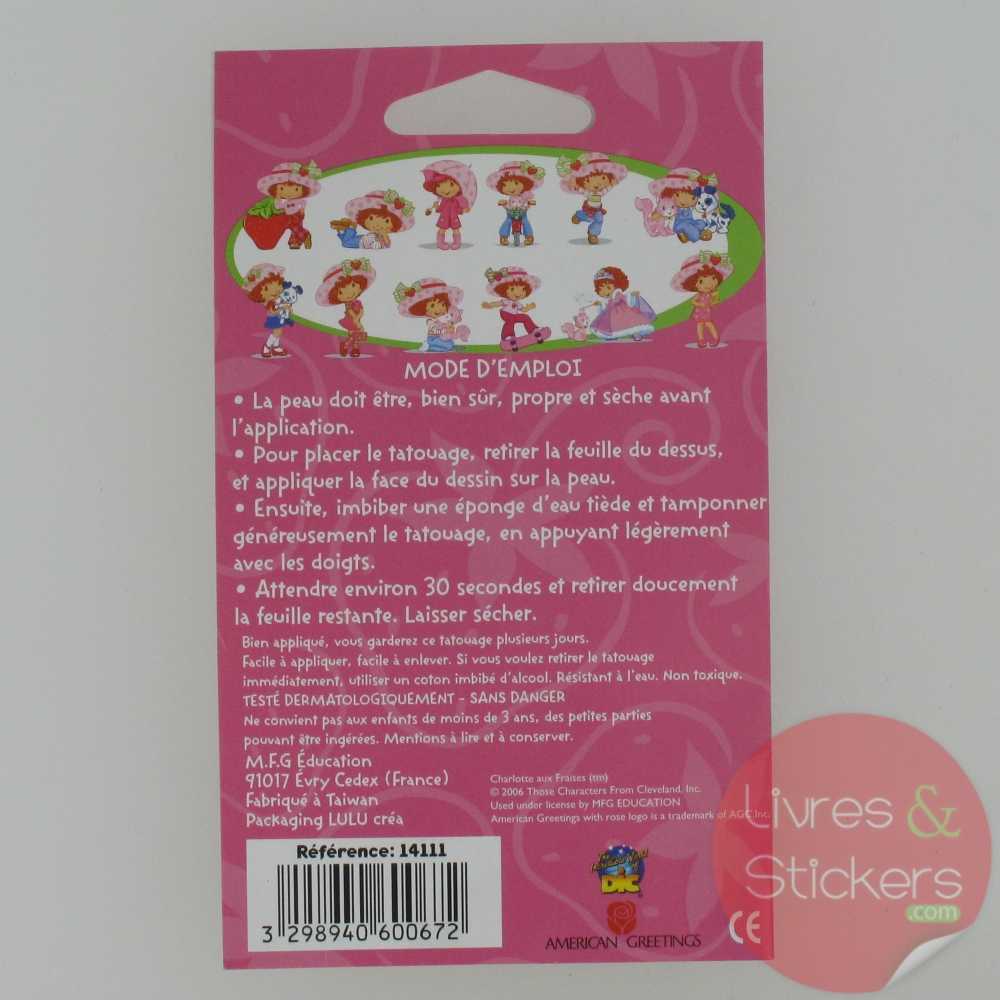 MODE D'EMPLOI
• La peau doit être, bien sûr, propre et sèche avant
l'application.
• Pour placer le tatouage, retirer la feuille du dessus,
et appliquer la face du dessin sur la peau.
• Ensuite, imbiber une éponge d'eau tiède et tamponner
généreusement le tatouage, en appuyant légèrement
avec les doigts.
• Attendre environ 30 secondes et retirer doucement
la feuille restante. Laisser sécher.
Bien appliqué, vous garderez ce tatouage plusieurs jours.
Facile à appliquer, facile à enlever. Si vous voulez retirer le tatouage
immédiatement, utiliser un coton imbibé d'alcool. Résistant à l'eau. Non toxique.
TESTÉ DERMATOLOGIQUEMENT - SANS DANGER
Ne convient pas aux enfants de moins de 3 ans, des petites parties
pouvant être ingérées. Mentions à lire et à conserver.
M.F.G Éducation
91017 Évry Cedex (France)
Fabriqué à Taiwan
Packaging LULU créa
Charlotte aux Fraises (tm)
© 2006 Those Characters From Cleveland, Inc.
Used under license by MFG EDUCATION
American Greetings with rose logo is a trademark of AGC, Inc.
Référence: 14111
3 298940 600672
DIC
AMERICAN GREETINGS
CE
Livres &
Stickers
.com